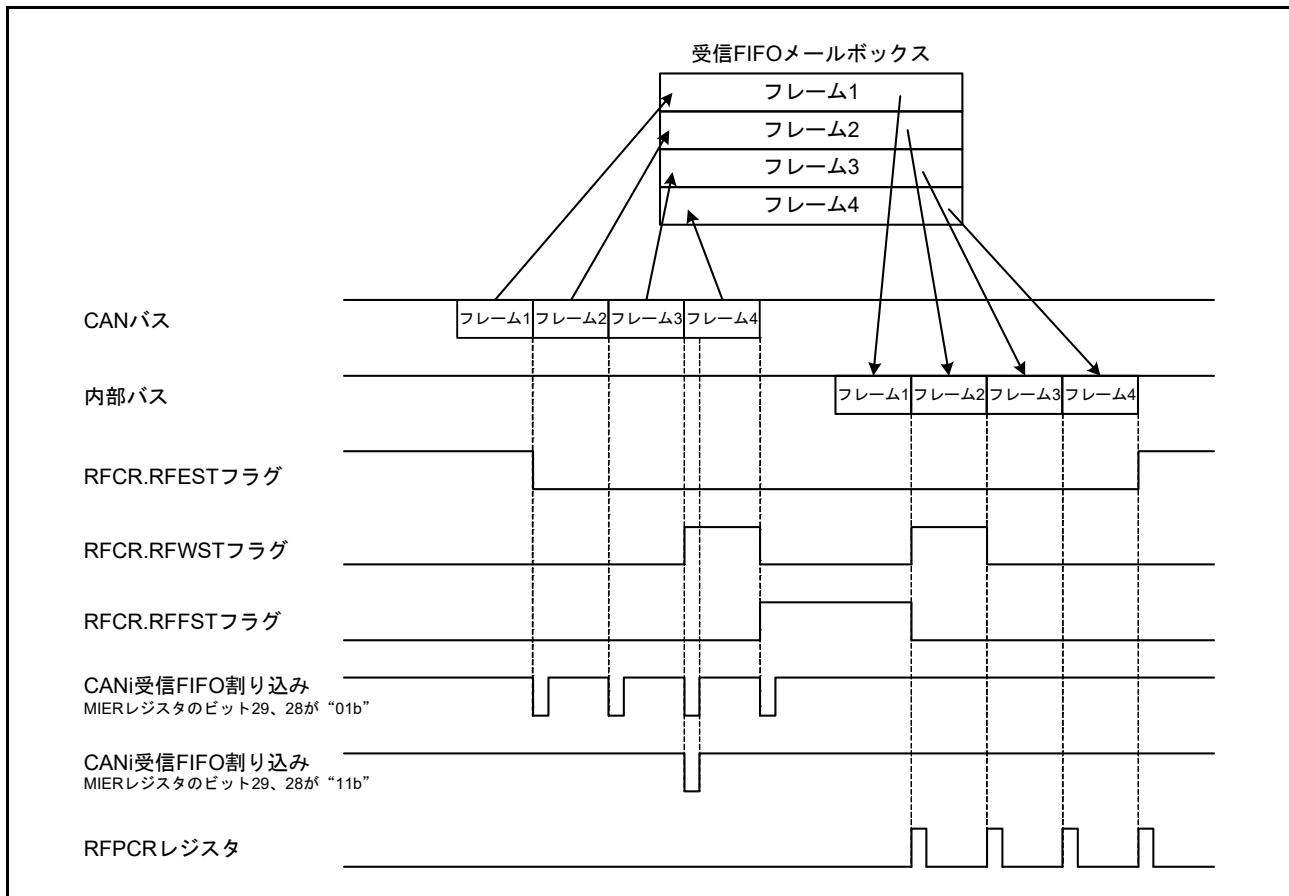 受信FIFOメールボックス
フレーム1
フレーム2
フレーム3
フレーム4
CANバス
フレーム1 フレーム2 フレーム3 フレーム4
内部バス
フレーム1 フレーム2 フレーム3 フレーム4
RFCR.RFESTフラグ
RFCR.RFWSTフラグ
RFCR.RFFSTフラグ
CANi受信FIFO割り込み
MIERレジスタのビット29、28が“01b”
CANi受信FIFO割り込み
MIERレジスタのビット29、28が“11b”
RFPCRレジスタ